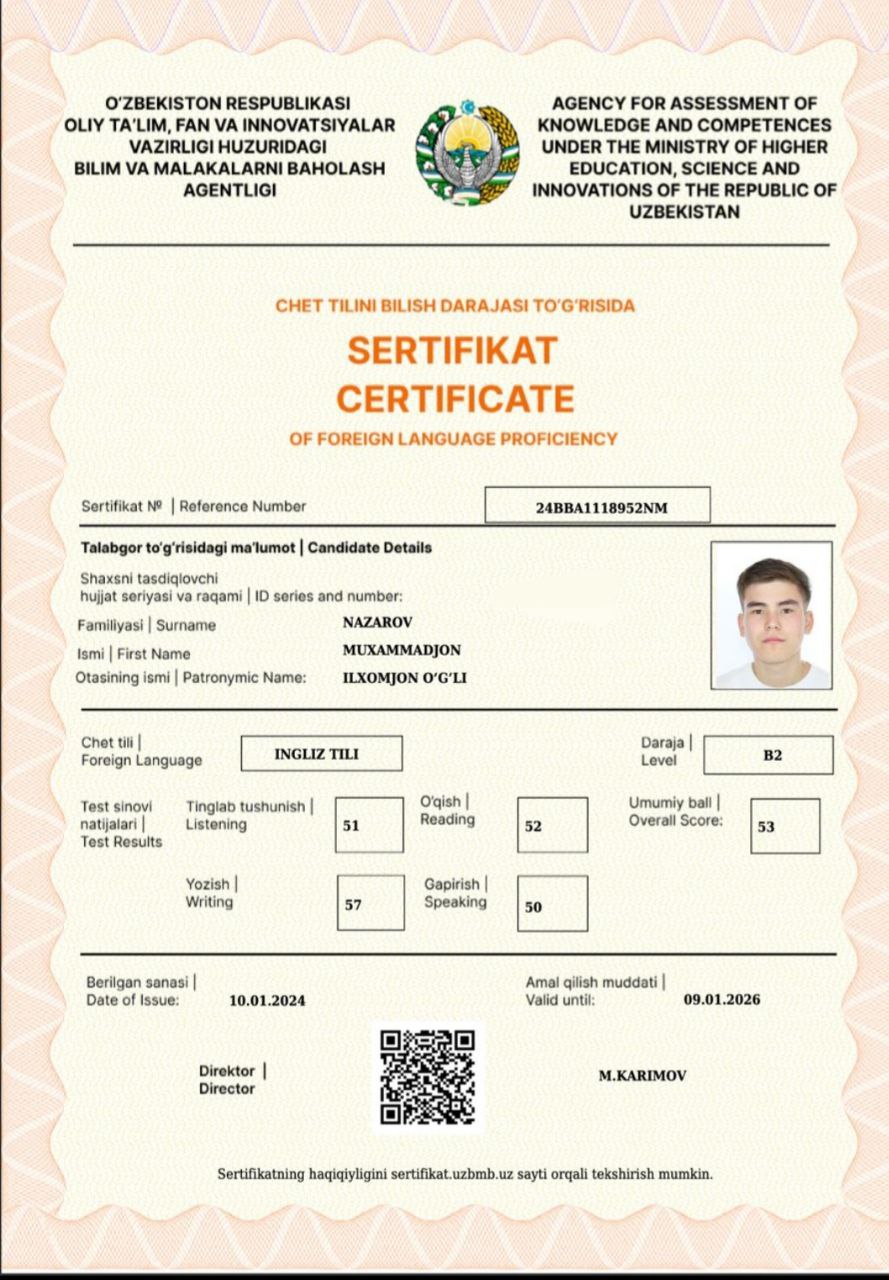 O'ZBEKISTON RESPUBLIKASI
OLIY TA'LIM, FAN VA INNOVATSIYALAR
VAZIRLIGI HUZURIDAGI
BILIM VA MALAKALARNI BAHOLASH
AGENTLIGI
AGENCY FOR ASSESSMENT OF
KNOWLEDGE AND COMPETENCES
UNDER THE MINISTRY OF HIGHER
EDUCATION, SCIENCE AND
INNOVATIONS OF THE REPUBLIC OF
UZBEKISTAN
CHET TILINI BILISH DARAJASI TO'G'RISIDA
SERTIFIKAT
CERTIFICATE
OF FOREIGN LANGUAGE PROFICIENCY
Sertifikat № | Reference Number
24BBA1118952NM
Talabgor to'g'risidagi ma'lumot | Candidate Details
Shaxsni tasdiqlovchi
hujjat seriyasi va raqami | ID series and number:
Familiyasi | Surname NAZAROV
Ismi | First Name MUXAMMADJON
Otasining ismi | Patronymic Name: ILXOMJON O'G'LI
Chet tili |
Foreign Language
INGLIZ TILI
Daraja |
Level
B2
Test sinovi
natijalari |
Test Results
Tinglab tushunish |
Listening
51
O'qish |
Reading
52
Umumiy ball |
Overall Score:
53
Yozish |
Writing
57
Gapirish |
Speaking
50
Berilgan sanasi |
Date of Issue: 10.01.2024
Amal qilish muddati |
Valid until: 09.01.2026
Direktor |
Director
M.KARIMOV
Sertifikatning haqiqiyligini sertifikat.uzbmb.uz sayti orqali tekshirish mumkin.